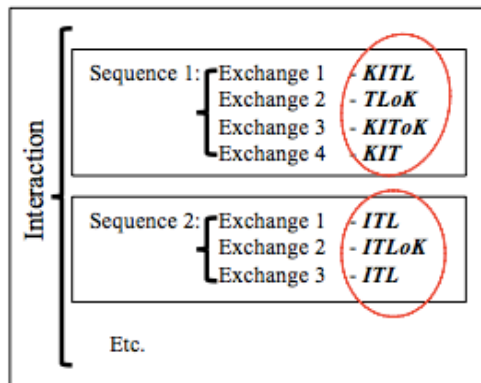 Interaction
Sequence 1: Exchange 1 - KITL
Exchange 2 - TLoK
Exchange 3 - KIToK
Exchange 4 - KIT
Sequence 2: Exchange 1 - ITL
Exchange 2 - ITLoK
Exchange 3 - ITL
Etc.